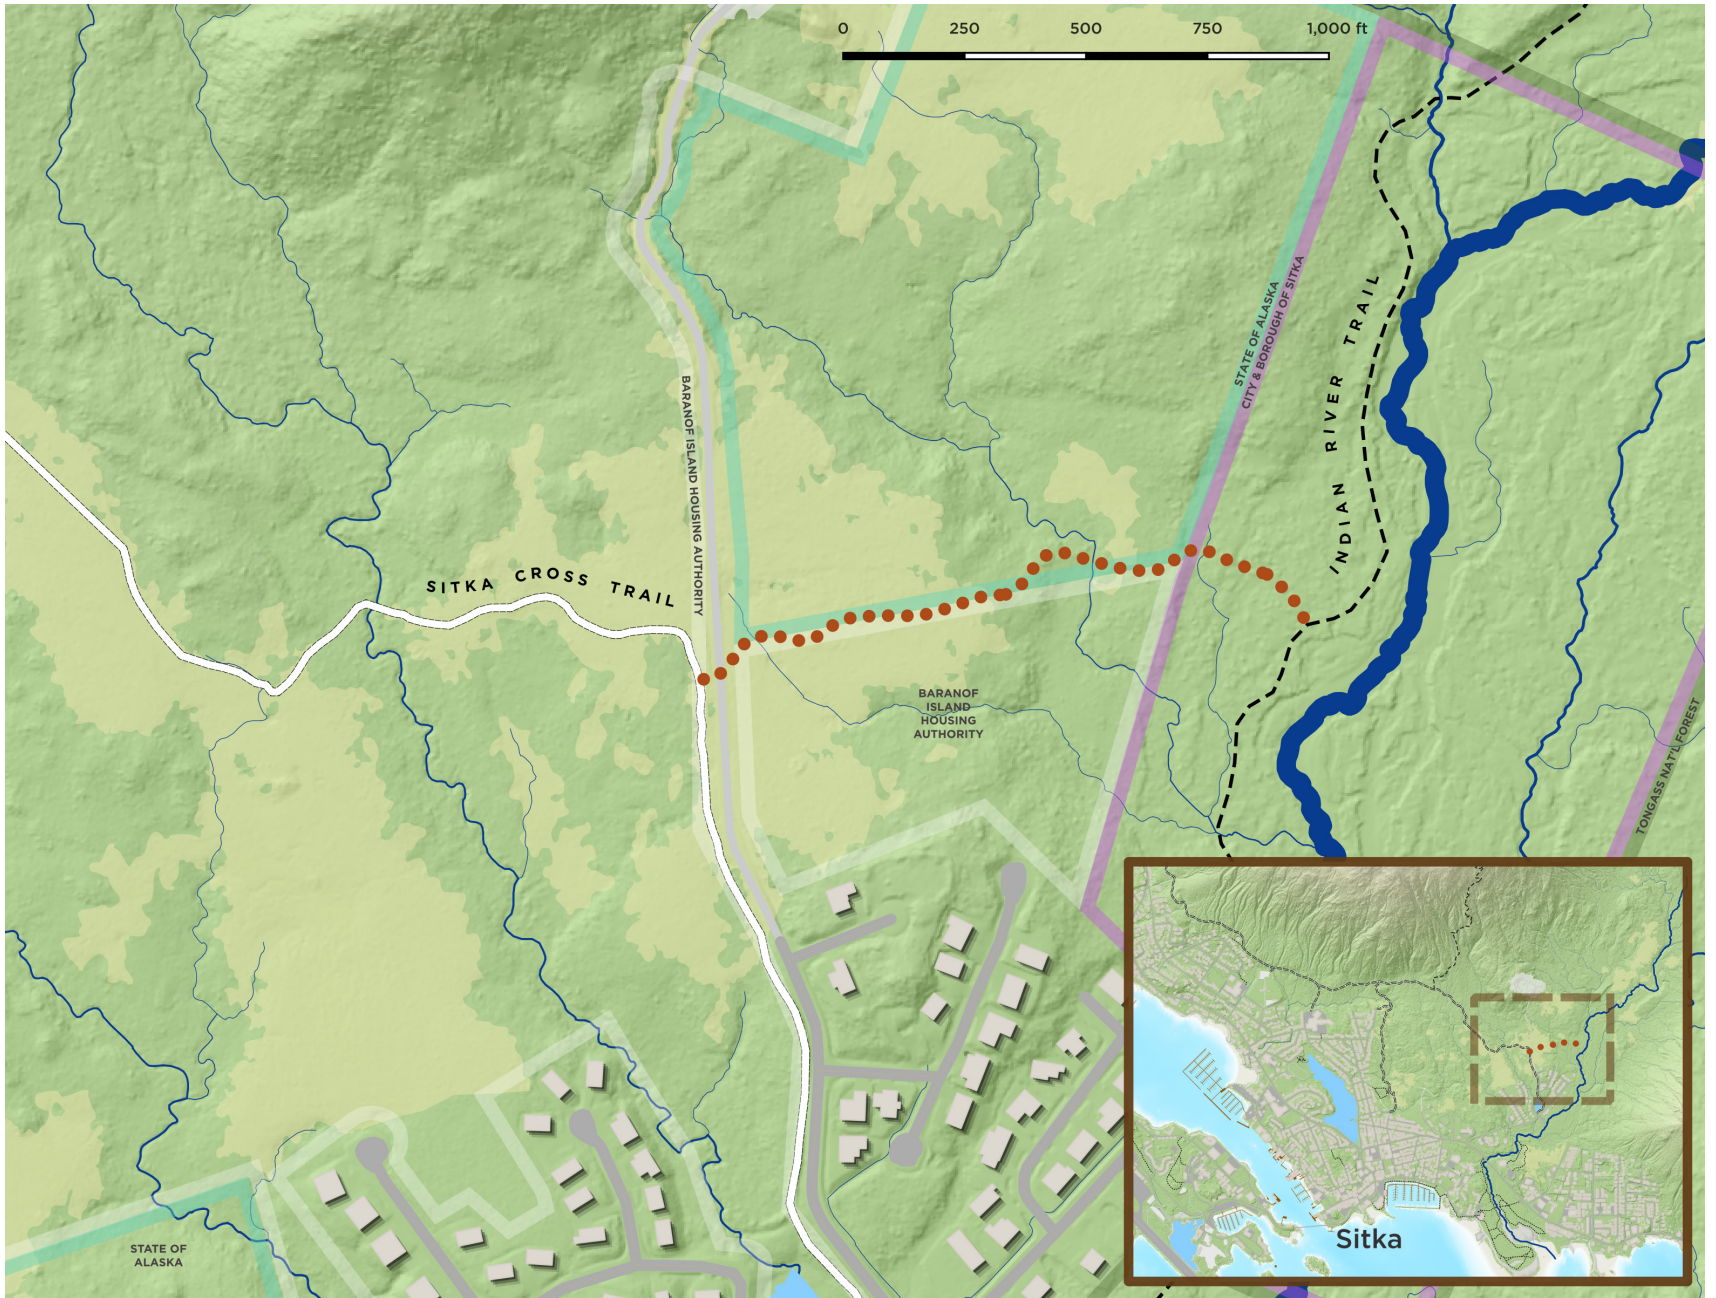 0 250 500 750 1,000 ft
STATE OF ALASKA
CITY & BOROUGH OF SITKA
INDIAN RIVER TRAIL
BARANOF ISLAND HOUSING AUTHORITY
SITKA CROSS TRAIL
BARANOF
ISLAND
HOUSING
AUTHORITY
TONGASS NAT'L FOREST
STATE OF
ALASKA
Sitka